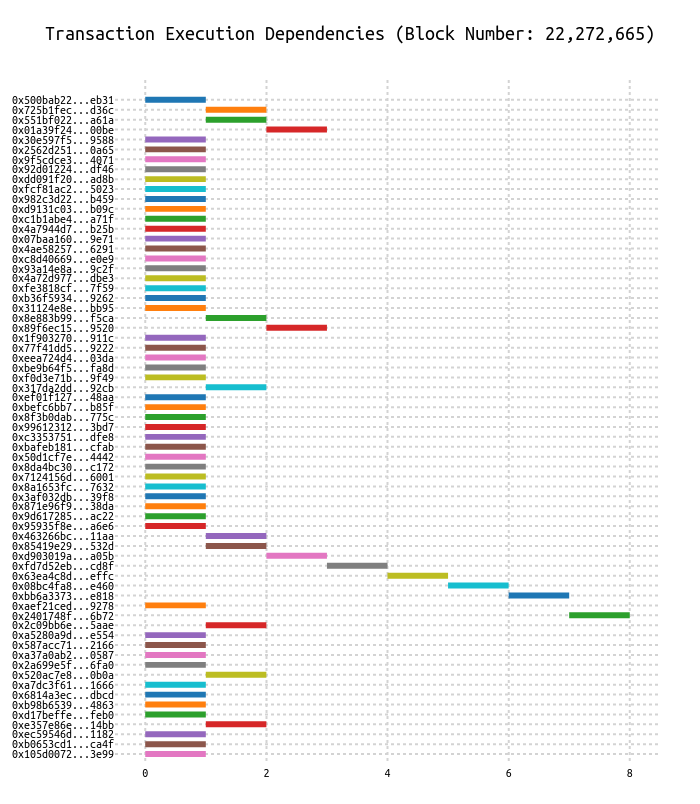 Transaction Execution Dependencies (Block Number: 22,272,665)
0x500bab22...eb31
0x725b1fec...d36c
0x551bf022...a61a
0x01a39f24...00be
0x30e597f5...9588
0x2562d251...0a65
0x9f5cdce3...4071
0x92d01224...df46
0xdd091f20...ad8b
0xfcf81ac2...5023
0x982c3d22...b459
0xd9131c03...b09c
0xc1b1abe4...a71f
0x4a7944d7...b25b
0x07baa160...9e71
0x4ae58257...6291
0xc8d40669...e0e9
0x93a14e8a...9c2f
0x4a72d977...dbe3
0xfe3818cf...7f59
0xb36f5934...9262
0x31124e8e...bb95
0x8e883b99...f5ca
0x89f6ec15...9520
0x1f903270...911c
0x77f41dd5...9222
0xeea724d4...03da
0xbe9b64f5...fa8d
0xf0d3e71b...9f49
0x317da2dd...92cb
0xef01f127...48aa
0xbefc6bb7...b85f
0x8f3b0dab...775c
0x99612312...3bd7
0xc3353751...dfe8
0xbafeb181...cfab
0x50d1cf7e...4442
0x8da4bc30...c172
0x7124156d...6001
0x8a1653fc...7632
0x3af032db...39f8
0x871e96f9...38da
0x9d617285...ac22
0x95935f8e...a6e6
0x463266bc...11aa
0x85419e29...532d
0xd903019a...a05b
0xfd7d52eb...cd8f
0x63ea4c8d...effc
0x08bc4fa8...e460
0xbb6a3373...e818
0xaef21ced...9278
0x2401748f...6b72
0x2c09bb6e...5aae
0xa5280a9d...e554
0x587acc71...2166
0xa37a0ab2...0587
0x2a699e5f...6fa0
0x520ac7e8...0b0a
0xa7dc3f61...1666
0x6814a3ec...dbcd
0xb98b6539...4863
0xd17beffe...feb0
0xe357e86e...14bb
0xec59546d...1182
0xb0653cd1...ca4f
0x105d0072...3e99
0 2 4 6 8